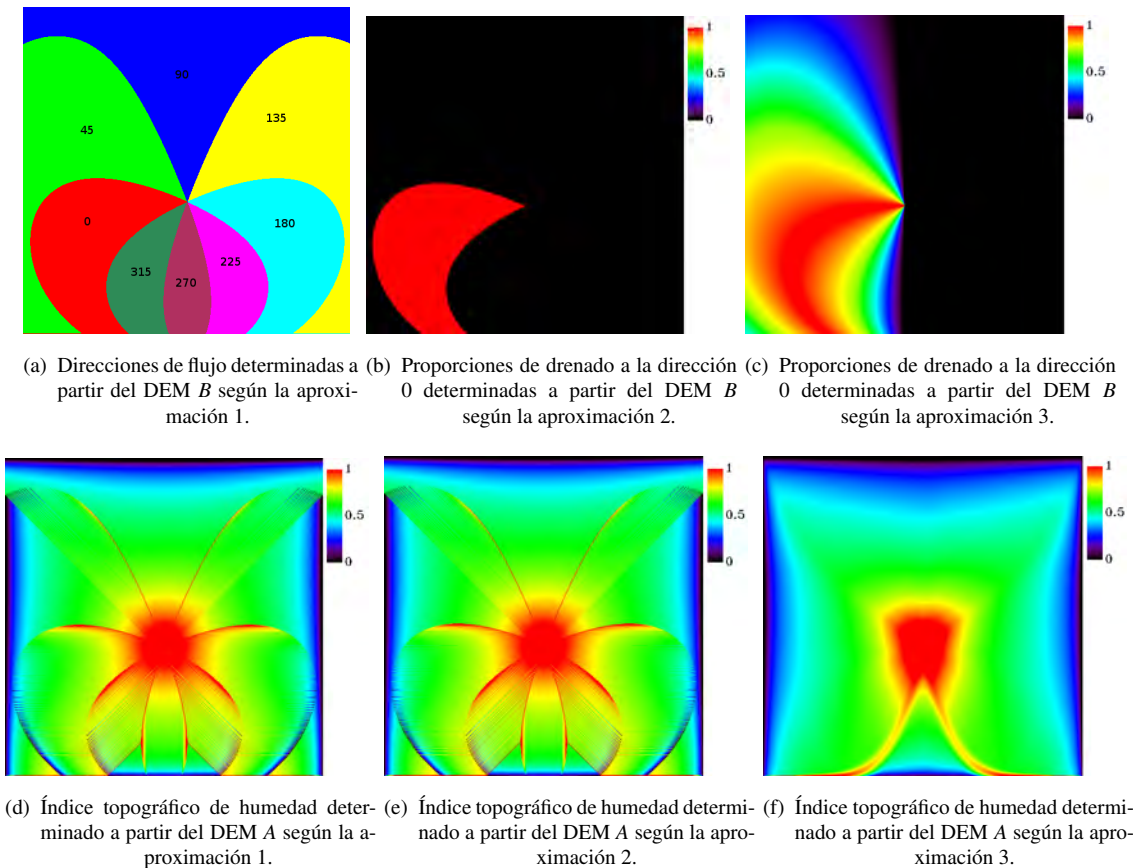 90
45
135
0
180
315
225
270
1
0.5
0
1
0.5
0
(a) Direcciones de flujo determinadas a
partir del DEM B según la aproxi-
mación 1.
(b) Proporciones de drenado a la dirección
0 determinadas a partir del DEM B
según la aproximación 2.
(c) Proporciones de drenado a la dirección
0 determinadas a partir del DEM B
según la aproximación 3.
1
0.5
0
1
0.5
0
1
0.5
0
(d) Índice topográfico de humedad deter-
minado a partir del DEM A según la a-
proximación 1.
(e) Índice topográfico de humedad determi-
nado a partir del DEM A según la apro-
ximación 2.
(f) Índice topográfico de humedad determi-
nado a partir del DEM A según la apro-
ximación 3.